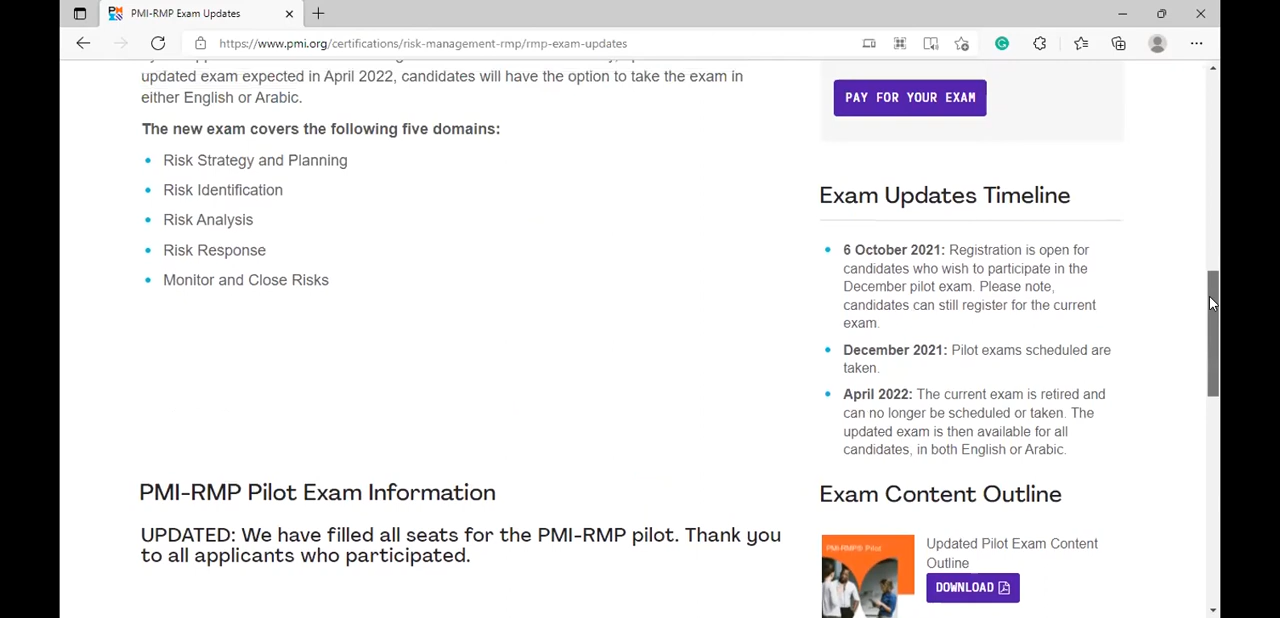 PMI-RMP Exam Updates
https://www.pmi.org/certifications/risk-management-rmp/rmp-exam-updates
updated exam expected in April 2022, candidates will have the option to take the exam in
either English or Arabic.
The new exam covers the following five domains:
Risk Strategy and Planning
Risk Identification
Risk Analysis
Risk Response
Monitor and Close Risks
PMI-RMP Pilot Exam Information
UPDATED: We have filled all seats for the PMI-RMP pilot. Thank you
to all applicants who participated.
PAY FOR YOUR EXAM
Exam Updates Timeline
6 October 2021: Registration is open for
candidates who wish to participate in the
December pilot exam. Please note,
candidates can still register for the current
exam.
December 2021: Pilot exams scheduled are
taken.
April 2022: The current exam is retired and
can no longer be scheduled or taken. The
updated exam is then available for all
candidates, in both English or Arabic.
Exam Content Outline
PMI-RMP® Pilot
Updated Pilot Exam Content
Outline
DOWNLOAD